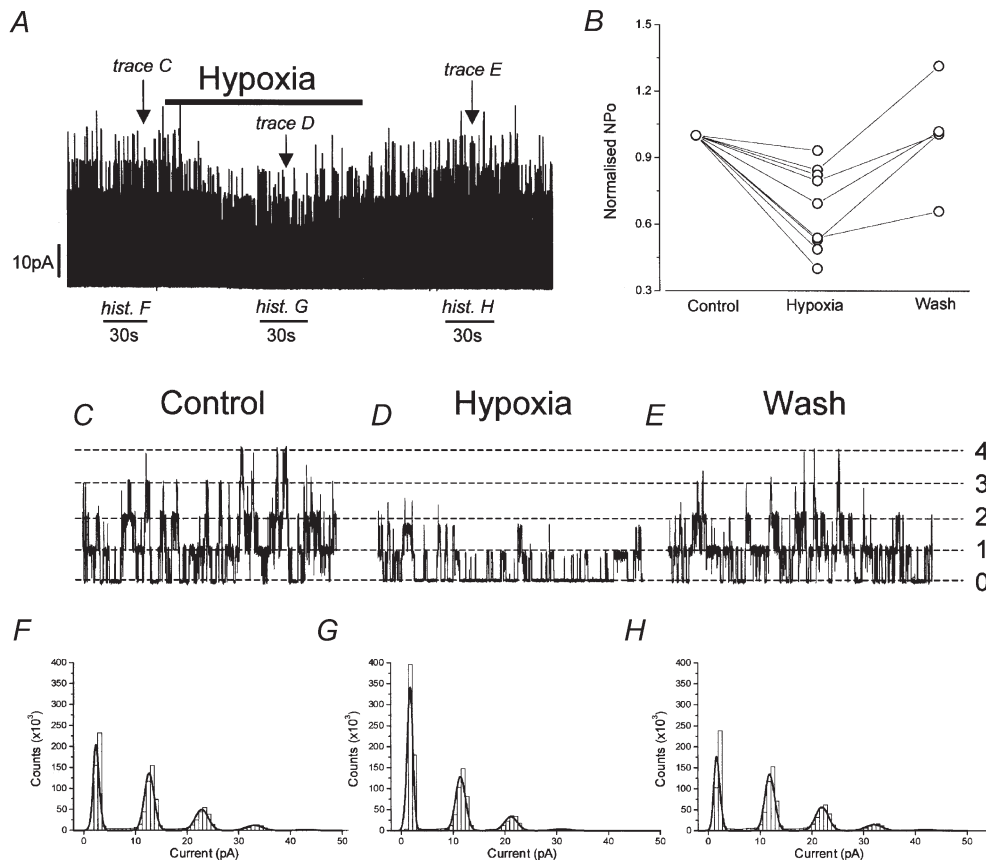 A
trace C
Hypoxia
trace D
trace E
10pA
hist. F
30s
hist. G
30s
hist. H
30s
B
1.5
1.2
0.9
0.6
0.3
Normalised NPo
Control
Hypoxia
Wash
C
Control
D
Hypoxia
E
Wash
4
3
2
1
0
F
400
350
300
250
200
150
100
50
0
Counts (x10³)
0 10 20 30 40 50
Current (pA)
G
400
350
300
250
200
150
100
50
0
Counts (x10³)
0 10 20 30 40 50
Current (pA)
H
400
350
300
250
200
150
100
50
0
Counts (x10³)
0 10 20 30 40 50
Current (pA)